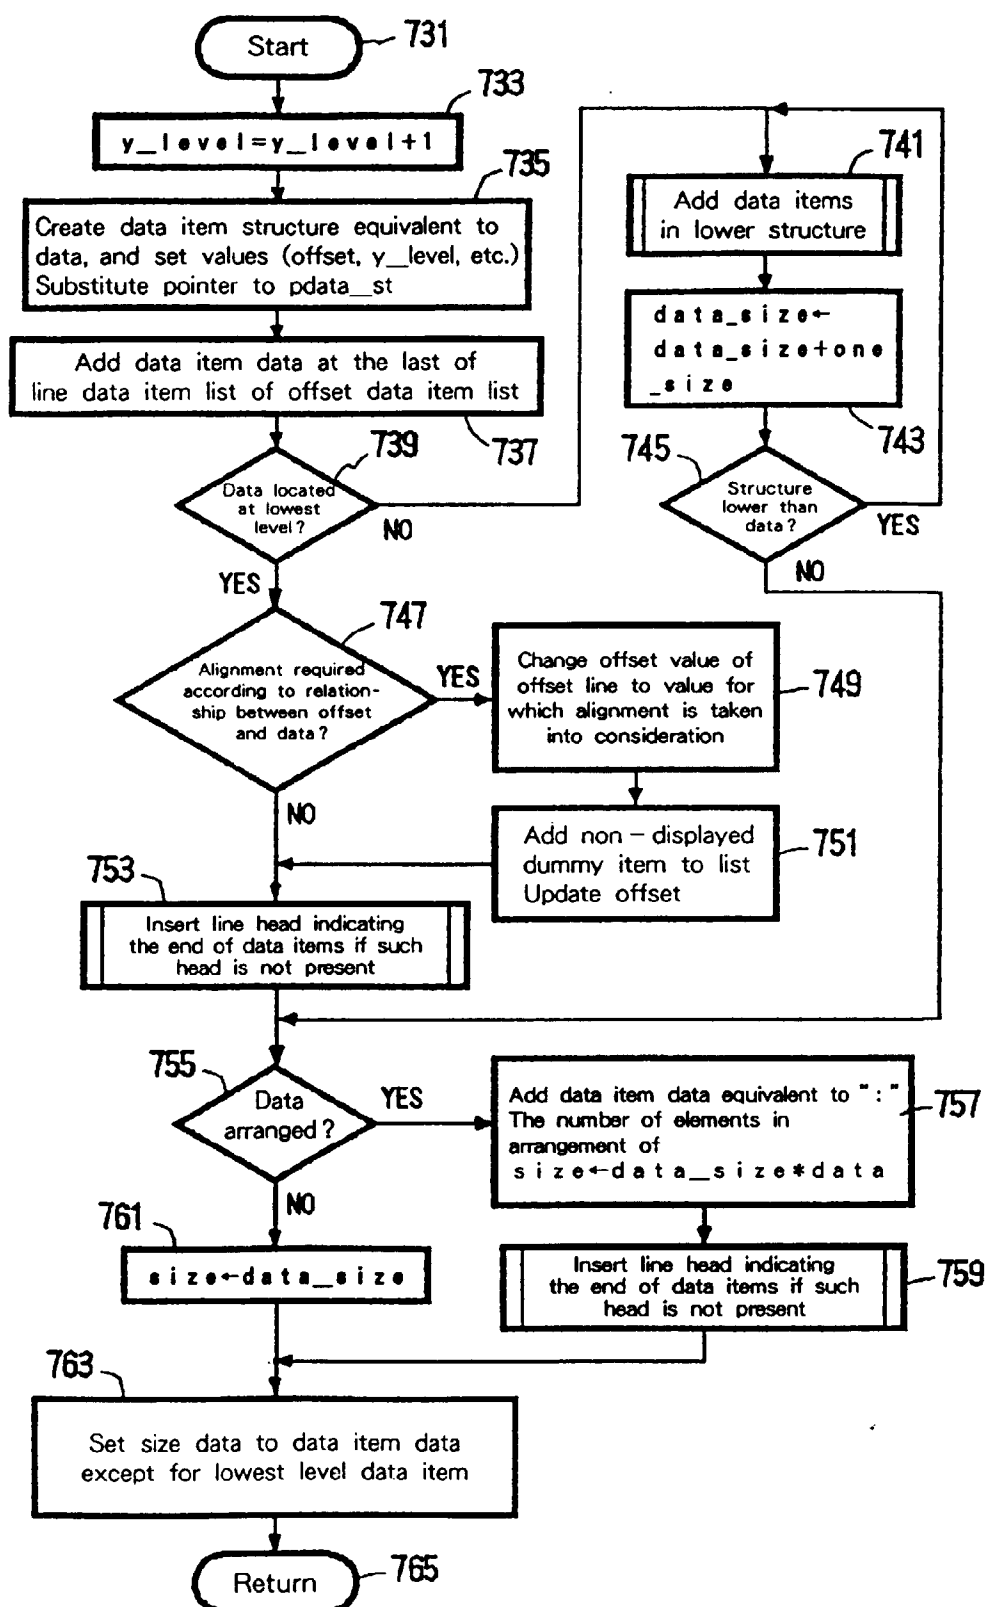 Start
731
733
y_level=y_level+1
735
Create data item structure equivalent to
data, and set values (offset, y_level, etc.)
Substitute pointer to pdata_st
Add data item data at the last of
line data item list of offset data item list
737
739
Data located
at lowest
level?
NO
YES
741
Add data items
in lower structure
data_size←
data_size+one
_size
743
745
Structure
lower than
data?
YES
NO
747
Alignment required
according to relation-
ship between offset
and data?
YES
NO
Change offset value of
offset line to value for
which alignment is taken
into consideration
749
Add non-displayed
dummy item to list
Update offset
751
753
Insert line head indicating
the end of data items if such
head is not present
755
Data
arranged?
YES
NO
Add data item data equivalent to ":"
The number of elements in
arrangement of
size←data_size*data
757
Insert line head indicating
the end of data items if such
head is not present
759
761
size←data_size
763
Set size data to data item data
except for lowest level data item
Return
765